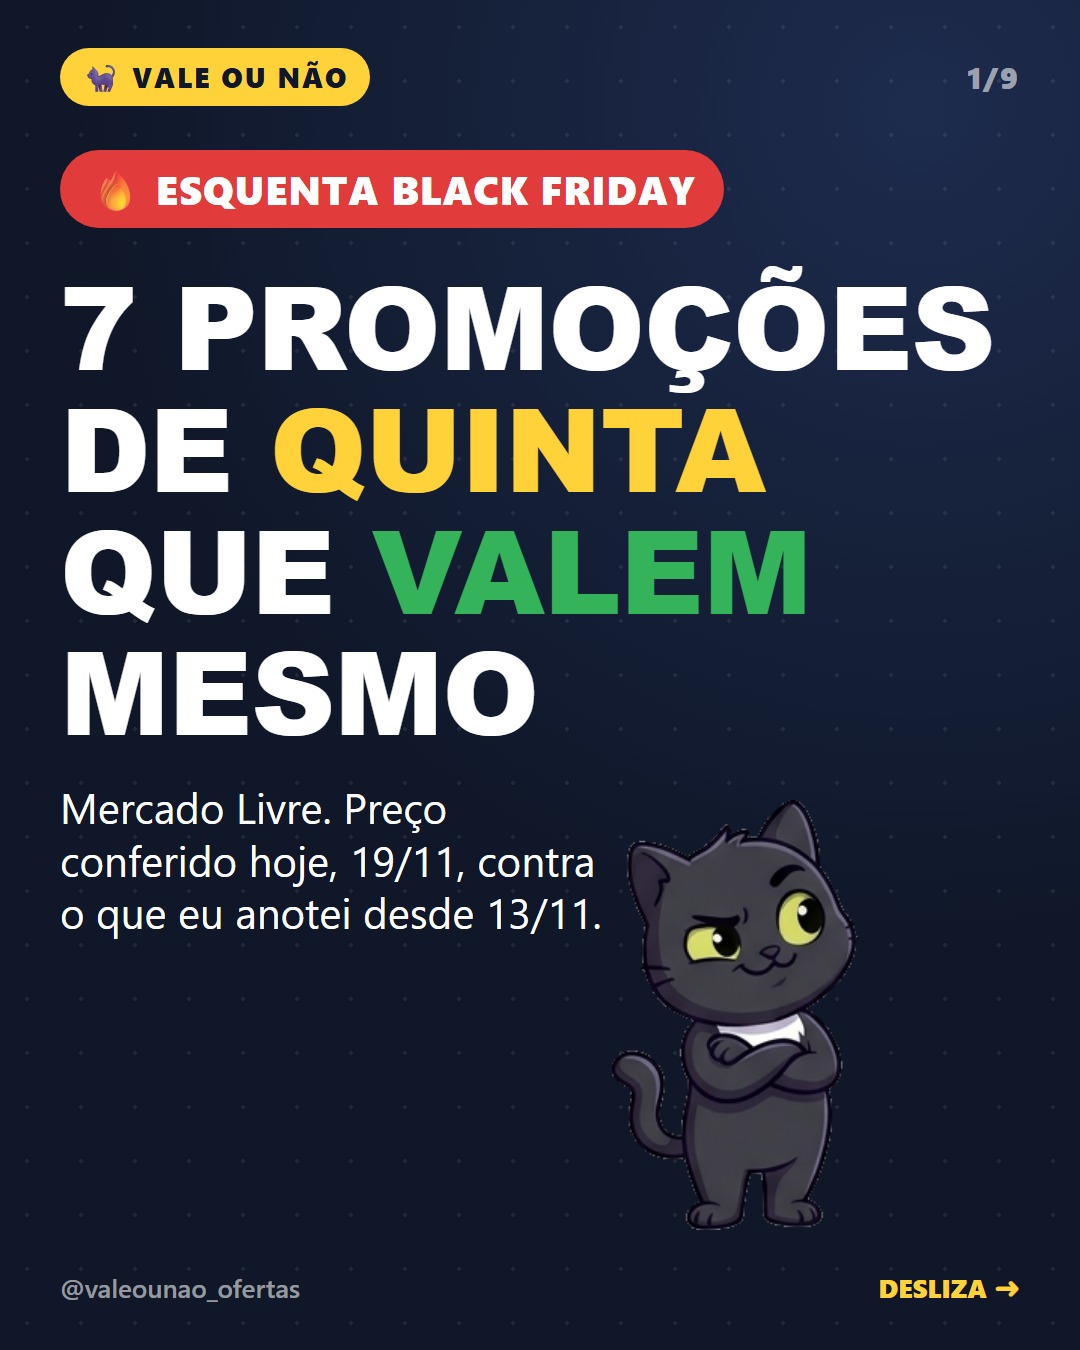 VALE OU NÃO
1/9
ESQUENTA BLACK FRIDAY
7 PROMOÇÕES
DE QUINTA
QUE VALEM
MESMO
Mercado Livre. Preço
conferido hoje, 19/11, contra
o que eu anotei desde 13/11.
@valeounao_ofertas
DESLIZA →